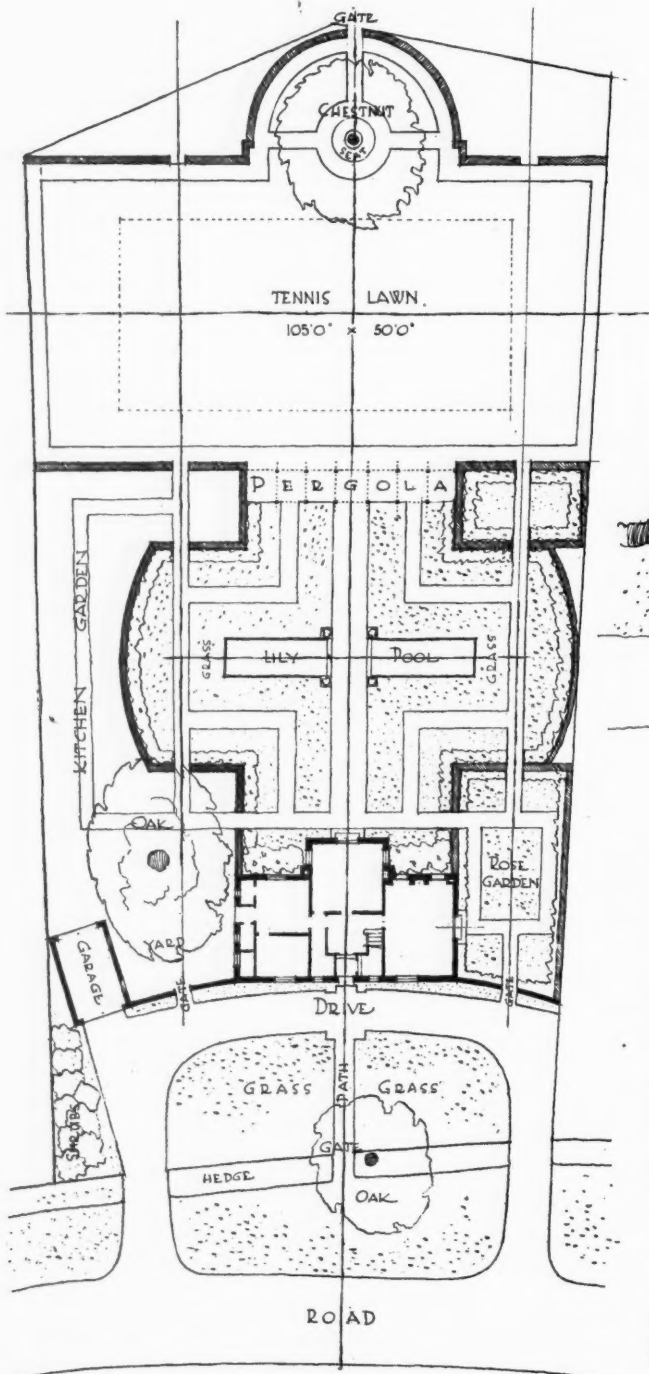 GATE
CHESTNUT
SEAT
TENNIS LAWN.
105'0" × 50'0"
PERGOLA
KITCHEN GARDEN
GRASS
LILY POOL
GRASS
OAK
ROSE
GARDEN
YARD
GARAGE
GATE
GATE
DRIVE
GRASS
PATH
GRASS
SHRUBS
GATE
HEDGE
OAK
ROAD